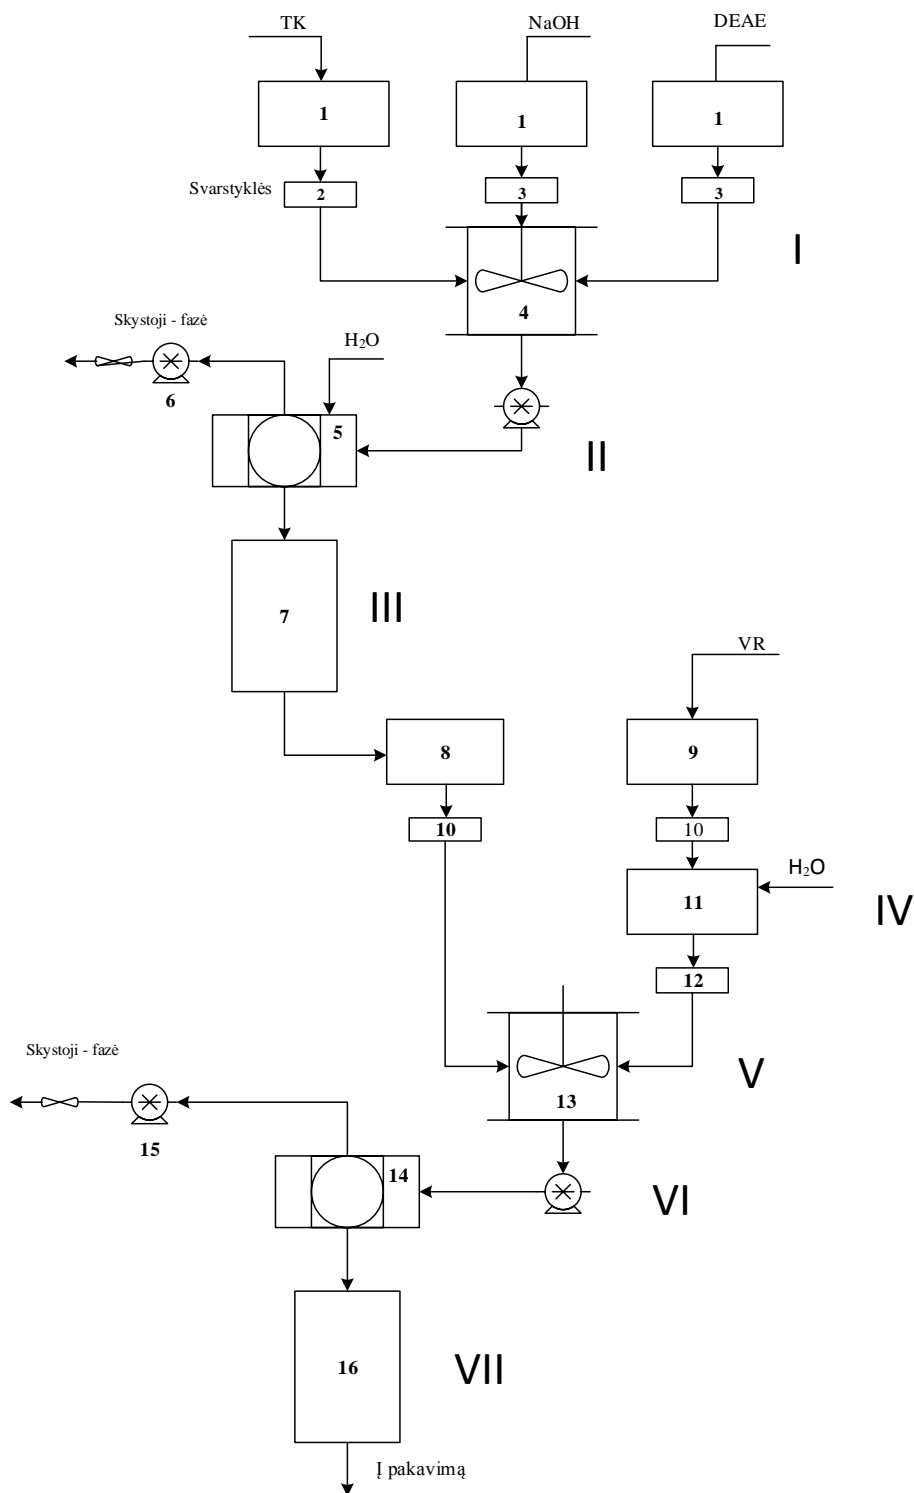 TK
NaOH
DEAE
1
1
1
Svarstyklės
2
3
3
I
4
Skystoji - fazė
H₂O
6
5
II
7
III
VR
8
9
10
10
H₂O
11
IV
12
Skystoji - fazė
V
13
15
14
VI
16
VII
Į pakavimą